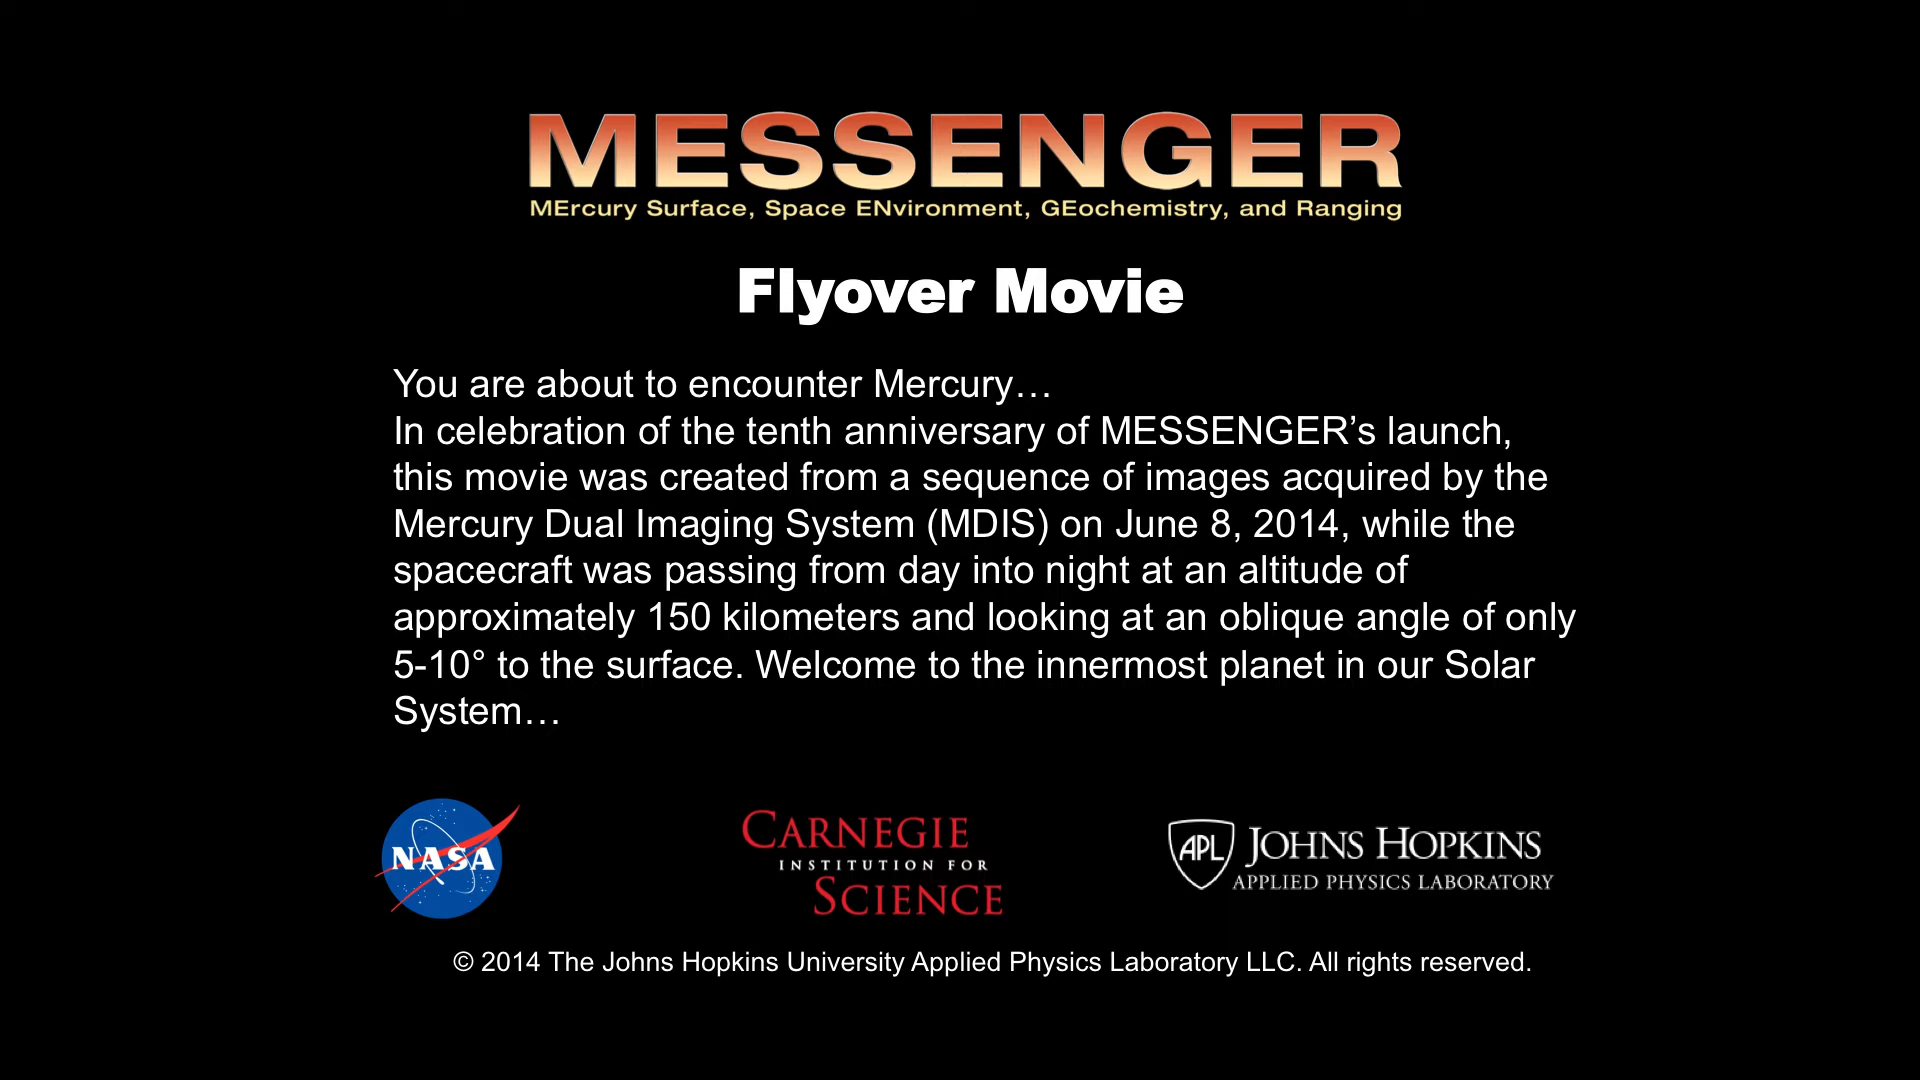 MESSENGER
MErcury Surface, Space ENvironment, GEochemistry, and Ranging
Flyover Movie
You are about to encounter Mercury…
In celebration of the tenth anniversary of MESSENGER’s launch,
this movie was created from a sequence of images acquired by the
Mercury Dual Imaging System (MDIS) on June 8, 2014, while the
spacecraft was passing from day into night at an altitude of
approximately 150 kilometers and looking at an oblique angle of only
5-10° to the surface. Welcome to the innermost planet in our Solar
System…
NASA
CARNEGIE
INSTITUTION FOR
SCIENCE
APL
JOHNS HOPKINS
APPLIED PHYSICS LABORATORY
© 2014 The Johns Hopkins University Applied Physics Laboratory LLC. All rights reserved.